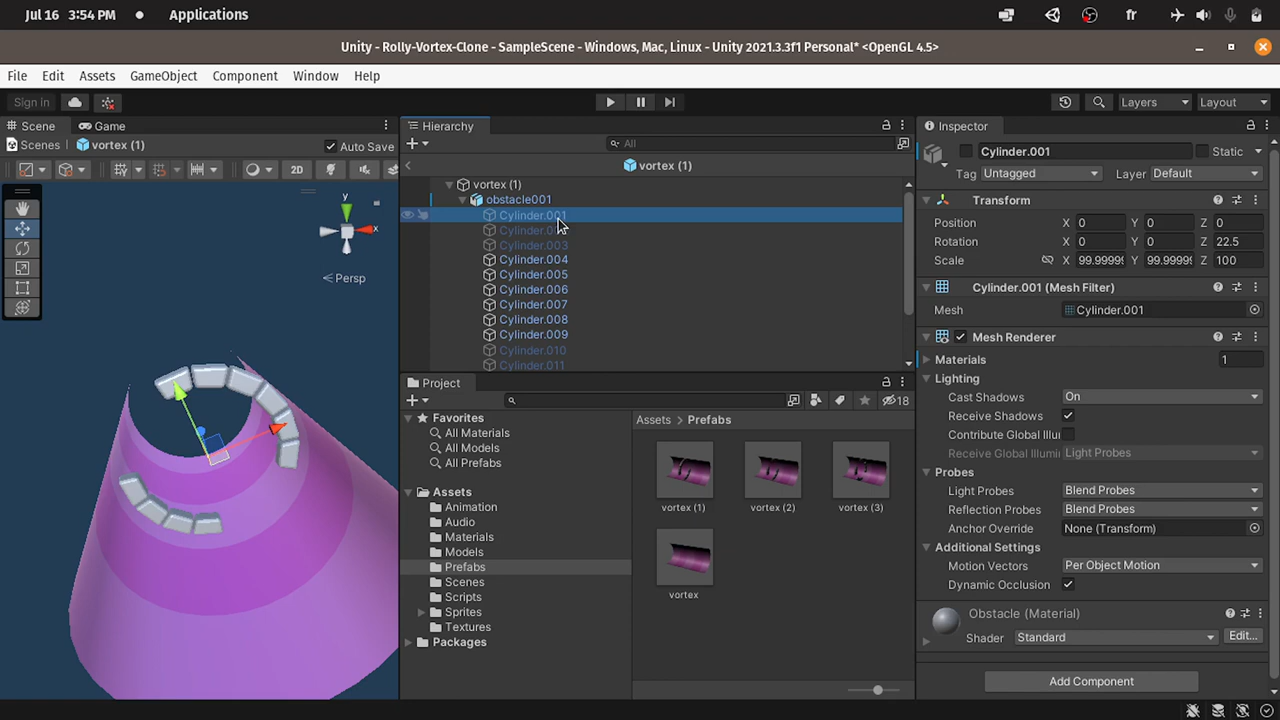 Jul 16 3:54 PM Applications fr
Unity - Rolly-Vortex-Clone - SampleScene - Windows, Mac, Linux - Unity 2021.3.3f1 Personal* <OpenGL 4.5>
File Edit Assets GameObject Component Window Help
Sign in Layers Layout
Scene Game
Scenes vortex (1) Auto Save
2D
y
x
Persp
Hierarchy
All
vortex (1)
vortex (1)
obstacle001
Cylinder.001
Cylinder.003
Cylinder.004
Cylinder.005
Cylinder.006
Cylinder.007
Cylinder.008
Cylinder.009
Cylinder.010
Cylinder.011
Project
18
Favorites
All Materials
All Models
All Prefabs
Assets
Animation
Audio
Materials
Models
Prefabs
Scenes
Scripts
Sprites
Textures
Packages
Assets > Prefabs
vortex (1) vortex (2) vortex (3)
vortex
Inspector
Cylinder.001 Static
Tag Untagged Layer Default
Transform
Position X 0 Y 0 Z 0
Rotation X 0 Y 0 Z 22.5
Scale X 99.99999 Y 99.99999 Z 100
Cylinder.001 (Mesh Filter)
Mesh Cylinder.001
Mesh Renderer
Materials 1
Lighting
Cast Shadows On
Receive Shadows
Contribute Global Illu
Receive Global Illumi Light Probes
Probes
Light Probes Blend Probes
Reflection Probes Blend Probes
Anchor Override None (Transform)
Additional Settings
Motion Vectors Per Object Motion
Dynamic Occlusion
Obstacle (Material)
Shader Standard Edit...
Add Component